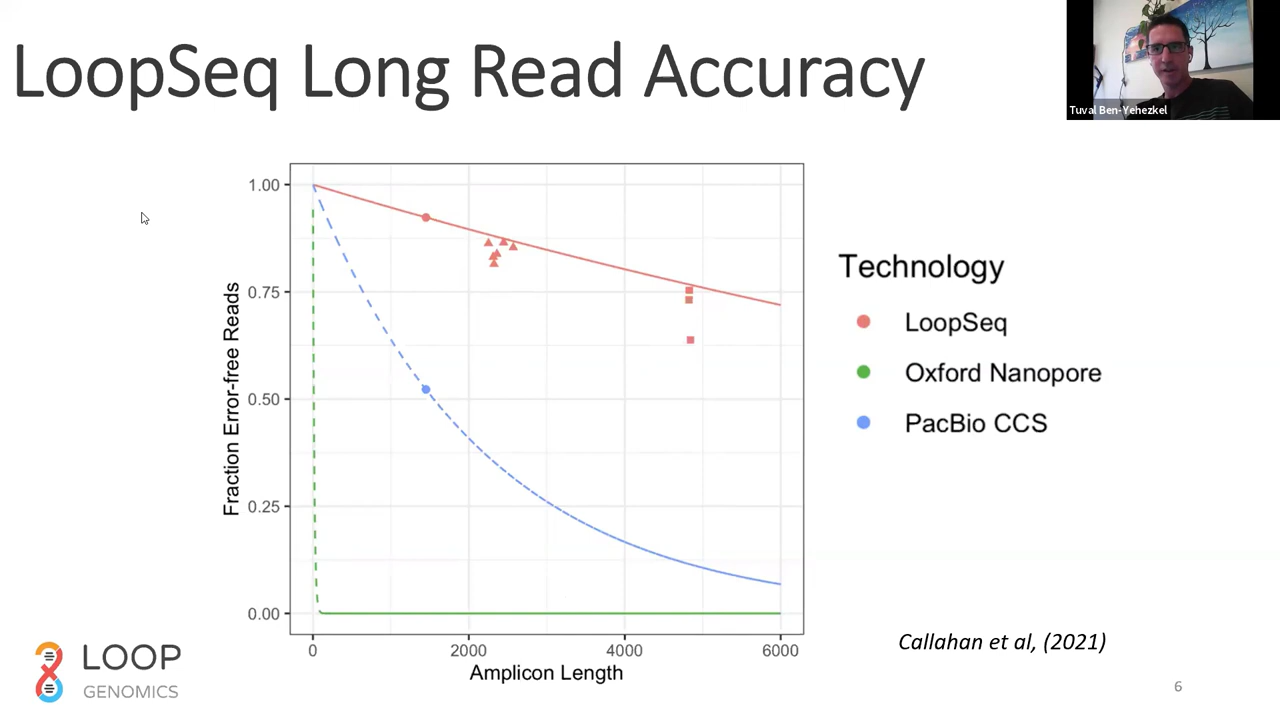 LoopSeq Long Read Accuracy
Tuval Ben-Yehezkel
1.00
0.75
0.50
0.25
0.00
Fraction Error-free Reads
0
2000
4000
6000
Amplicon Length
Technology
LoopSeq
Oxford Nanopore
PacBio CCS
Callahan et al, (2021)
LOOP
GENOMICS
6